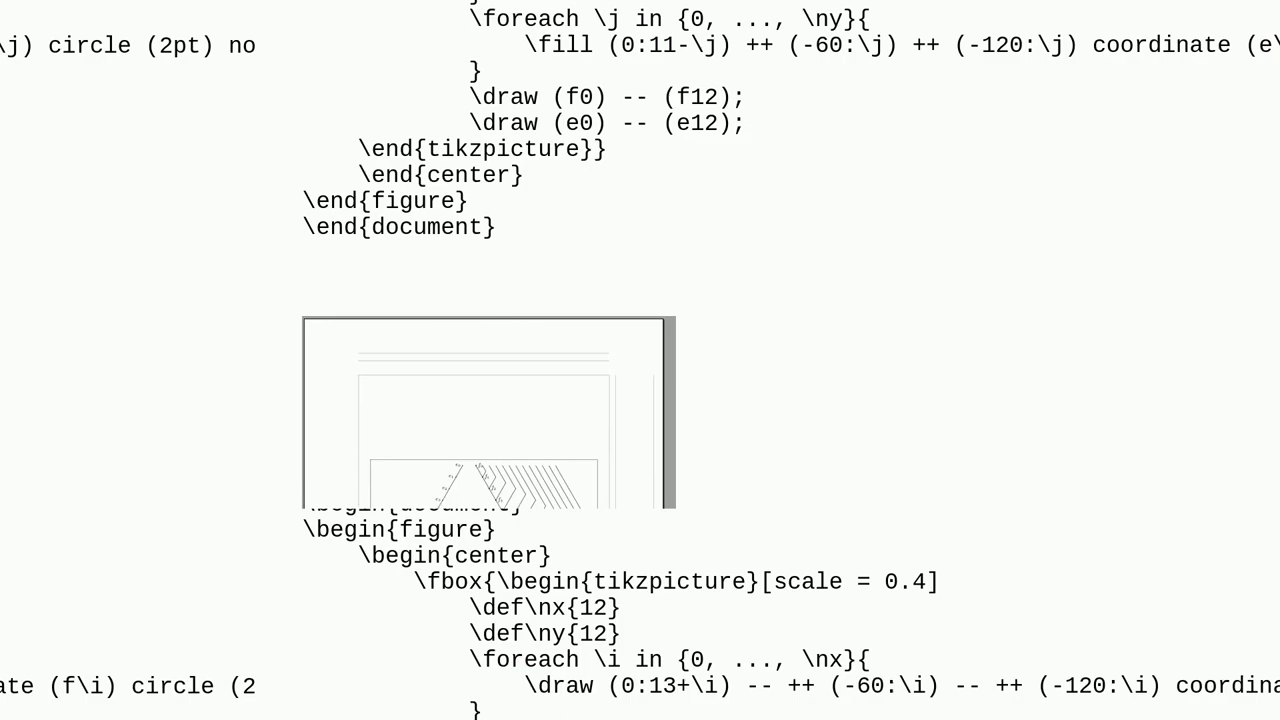 \foreach \j in {0, ..., \ny}{
\j) circle (2pt) no
\fill (0:11-\j) ++ (-60:\j) ++ (-120:\j) coordinate (e\
}
\draw (f0) -- (f12);
\draw (e0) -- (e12);
\end{tikzpicture}}
\end{center}
\end{figure}
\end{document}
\begin{document}
\begin{figure}
\begin{center}
\fbox{\begin{tikzpicture}[scale = 0.4]
\def\nx{12}
\def\ny{12}
\foreach \i in {0, ..., \nx}{
ate (f\i) circle (2
\draw (0:13+\i) -- ++ (-60:\i) -- ++ (-120:\i) coordina
}